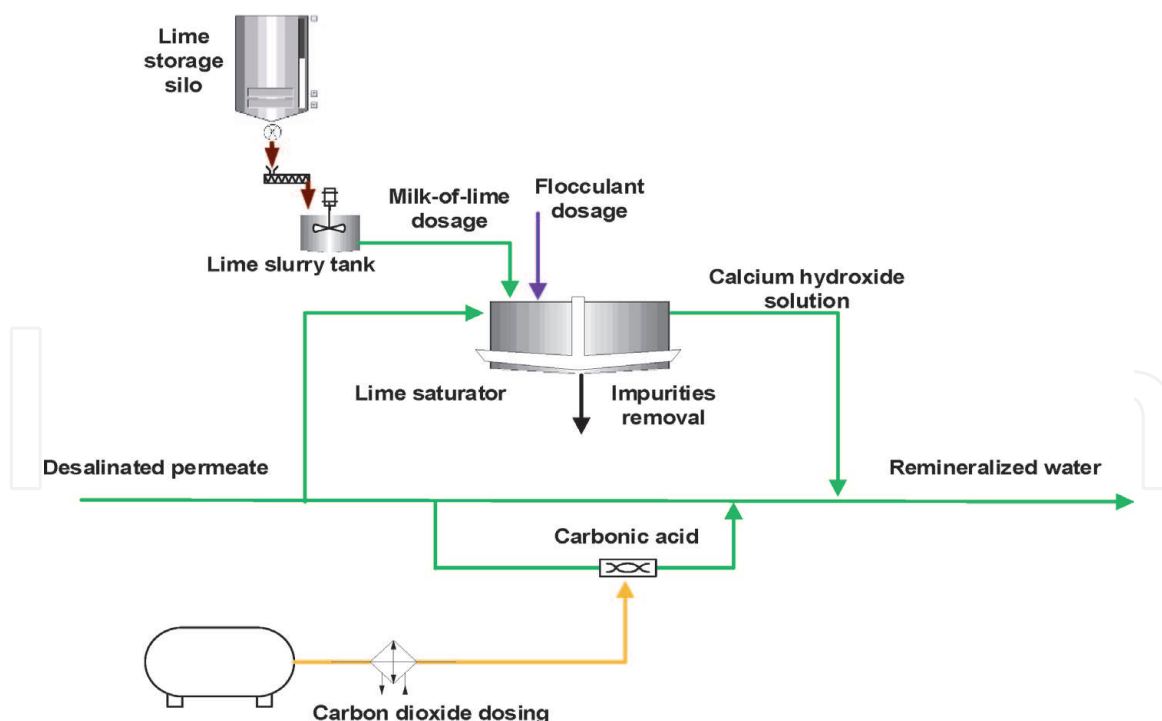 Lime
storage
silo
Milk-of-lime
dosage
Flocculant
dosage
Lime slurry tank
Calcium hydroxide
solution
Lime saturator
Impurities
removal
Desalinated permeate
Remineralized water
Carbonic acid
Carbon dioxide dosing